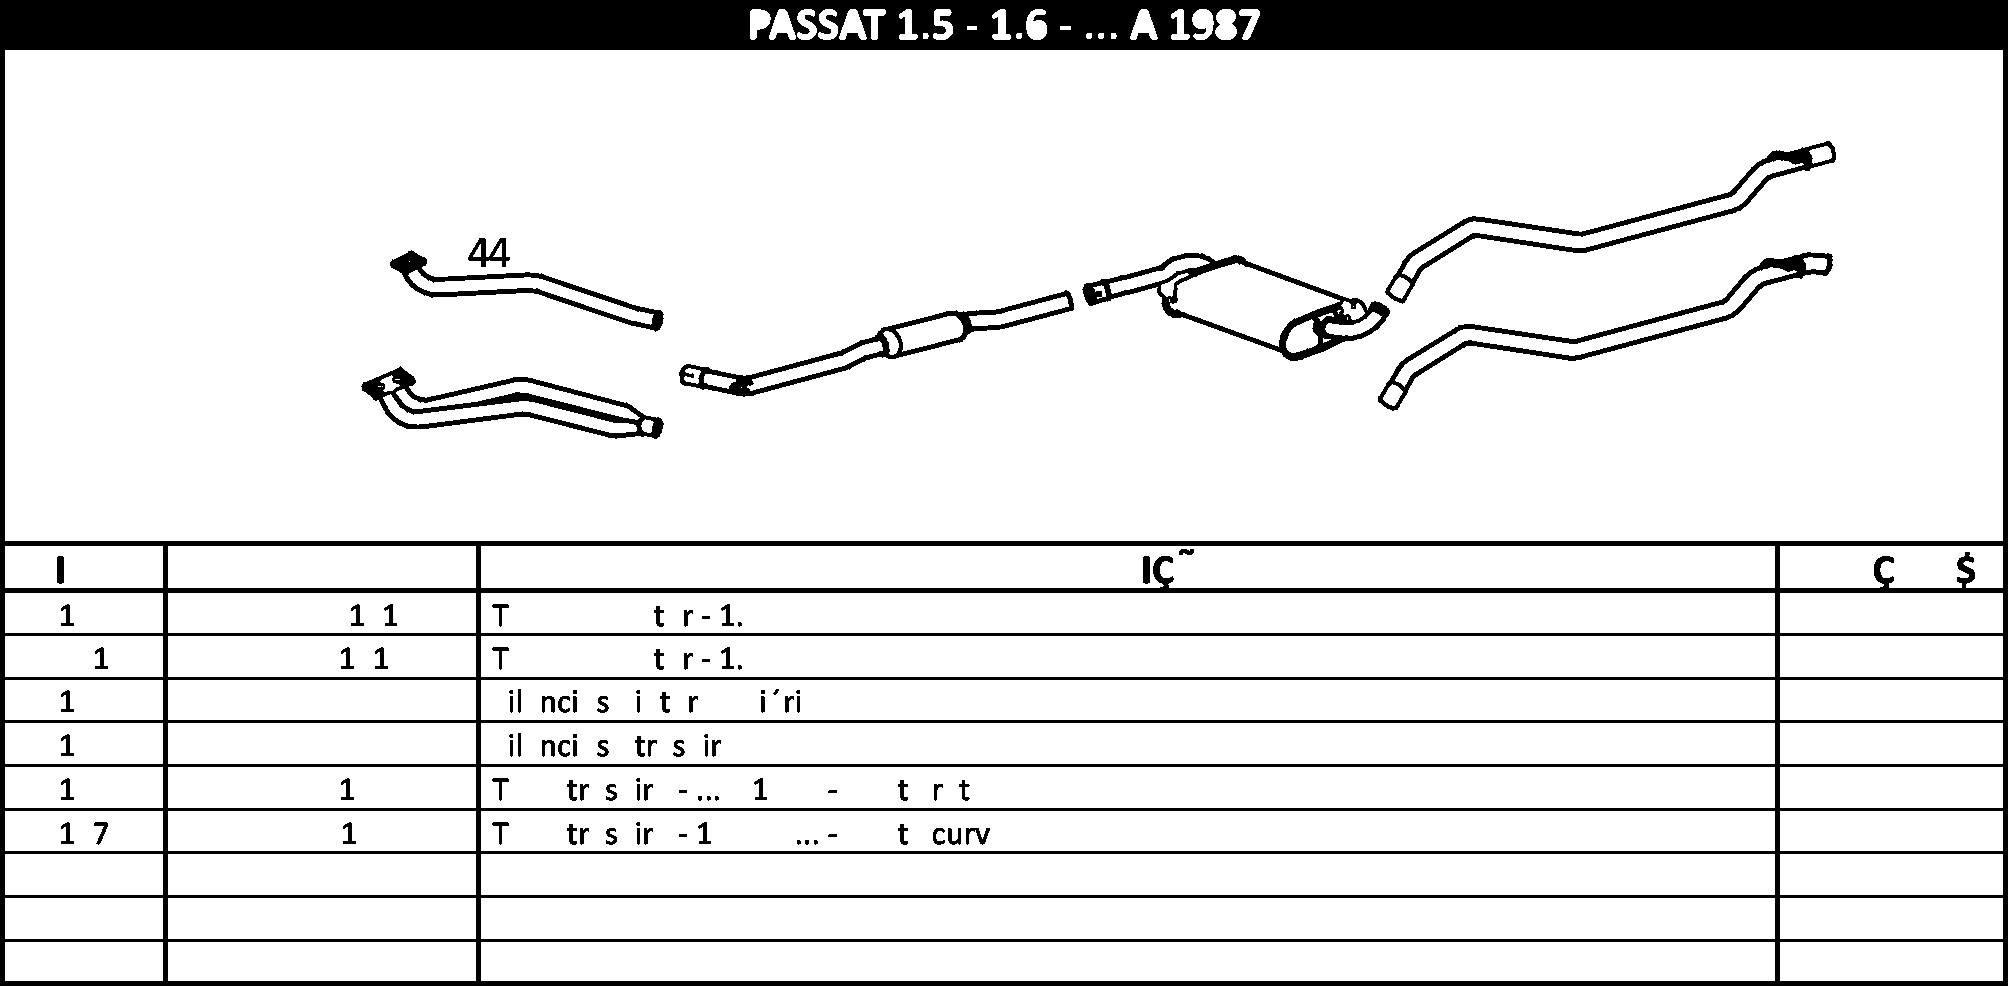 PASSAT 1.5 - 1.6 - ... A 1987
44
I IÇ˜ Ç $
1 1 1 T t r - 1.
1 1 1 T t r - 1.
1 il nci s i t r i´ri
1 il nci s tr s ir
1 1 T tr s ir - ... 1 - t r t
1 7 1 T tr s ir - 1 ... - t curv